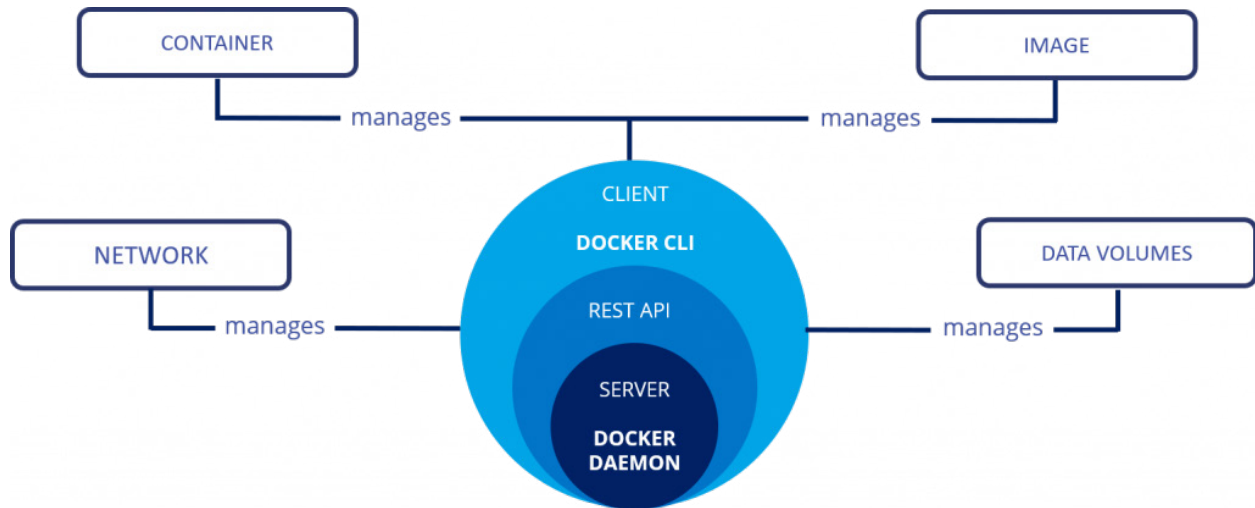 CONTAINER
IMAGE
manages
manages
CLIENT
DOCKER CLI
NETWORK
DATA VOLUMES
REST API
manages
manages
SERVER
DOCKER
DAEMON